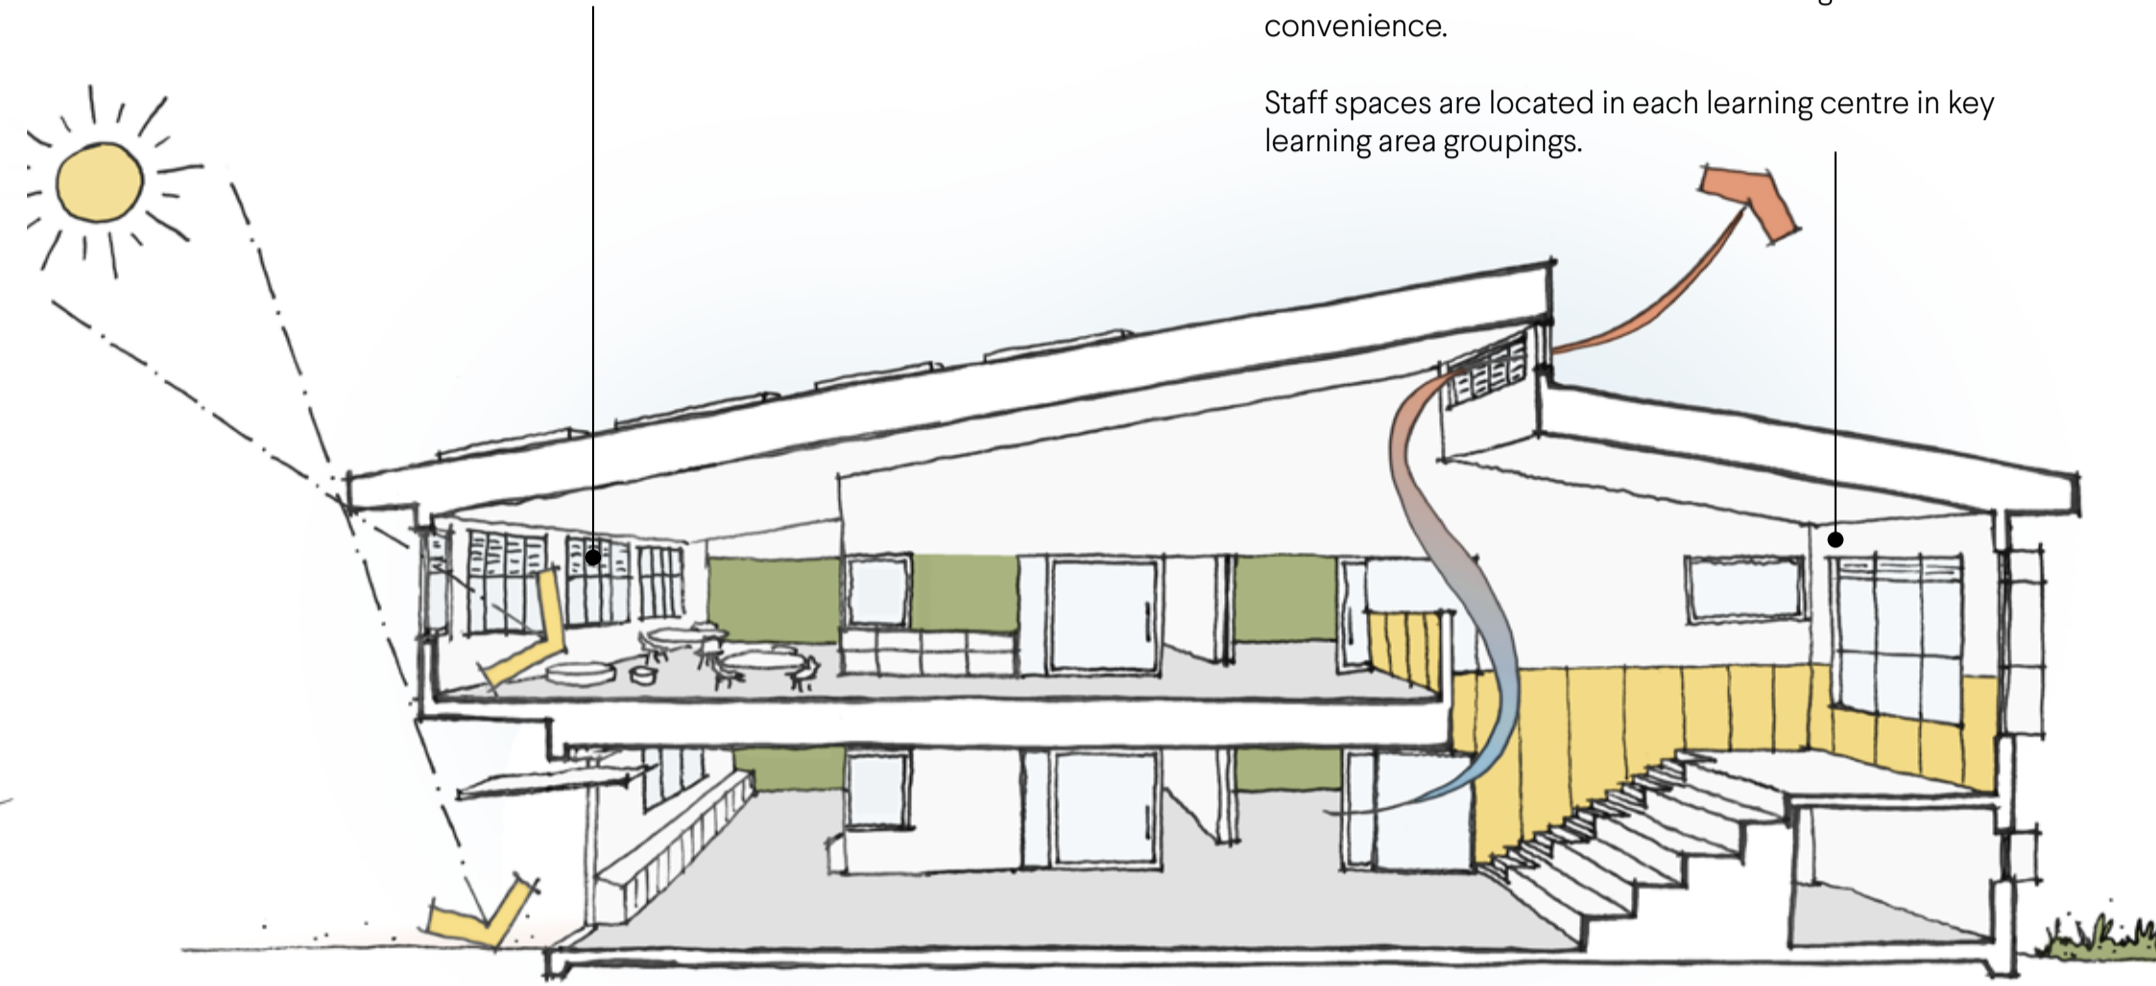 convenience.
Staff spaces are located in each learning centre in key
learning area groupings.